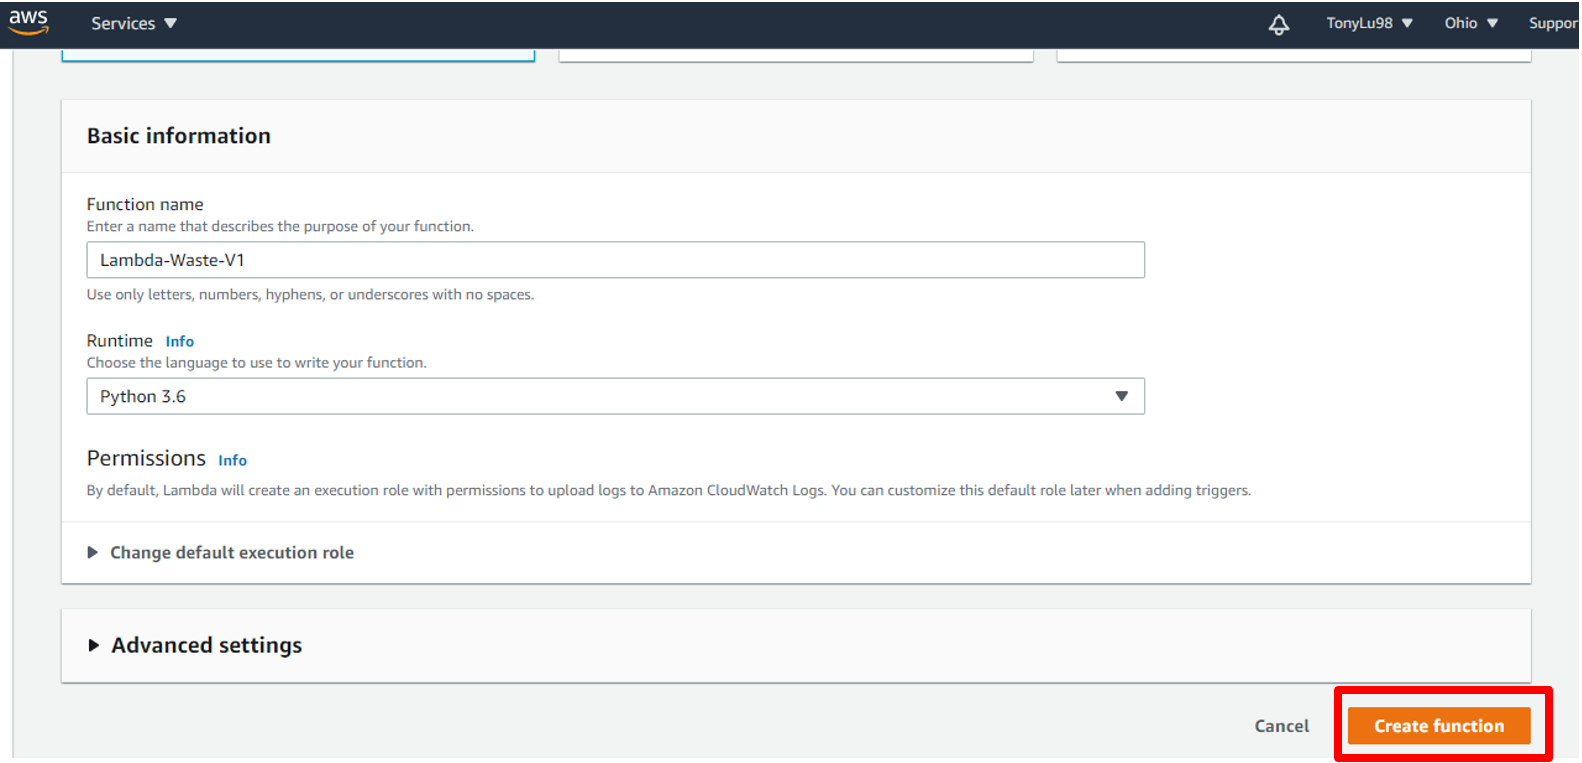 aws
Services
TonyLu98
Ohio
Suppor
Basic information
Function name
Enter a name that describes the purpose of your function.
Lambda-Waste-V1
Use only letters, numbers, hyphens, or underscores with no spaces.
Runtime Info
Choose the language to use to write your function.
Python 3.6
Permissions Info
By default, Lambda will create an execution role with permissions to upload logs to Amazon CloudWatch Logs. You can customize this default role later when adding triggers.
Change default execution role
Advanced settings
Cancel
Create function